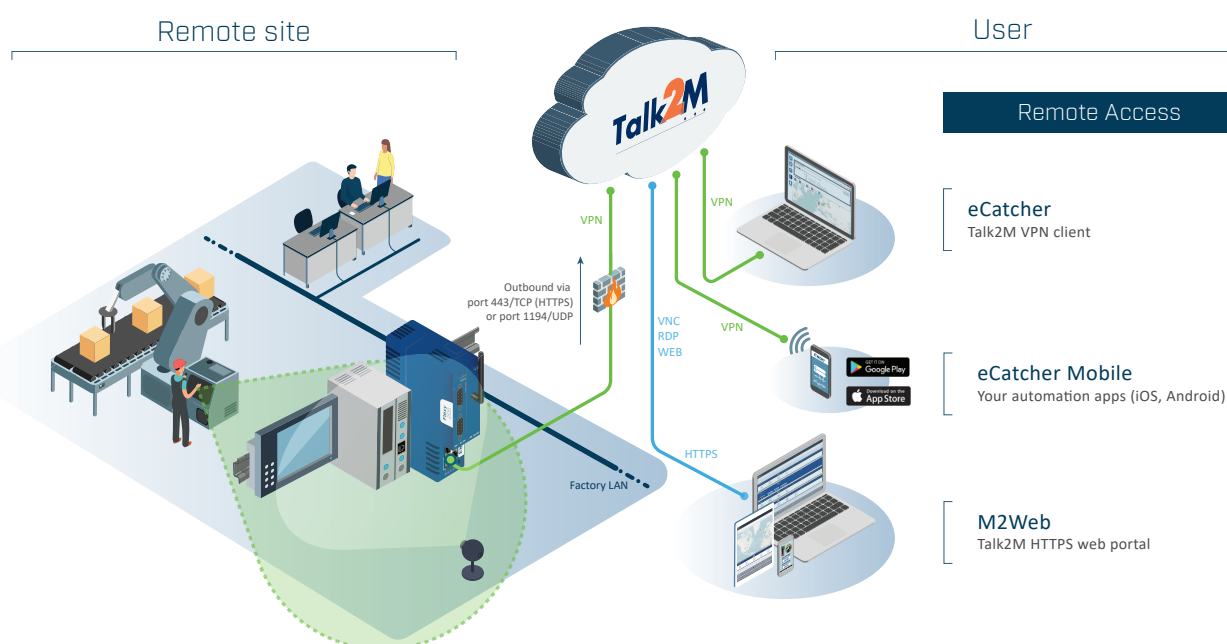 Remote site
User
Talk2M
Remote Access
eCatcher
Talk2M VPN client
VPN
VPN
Outbound via
port 443/TCP (HTTPS)
or port 1194/UDP
VNC
RDP
WEB
VPN
GET IT ON
Google Play
Download on the
App Store
eCatcher Mobile
Your automation apps (iOS, Android)
Flexy
HTTPS
Factory LAN
M2Web
Talk2M HTTPS web portal